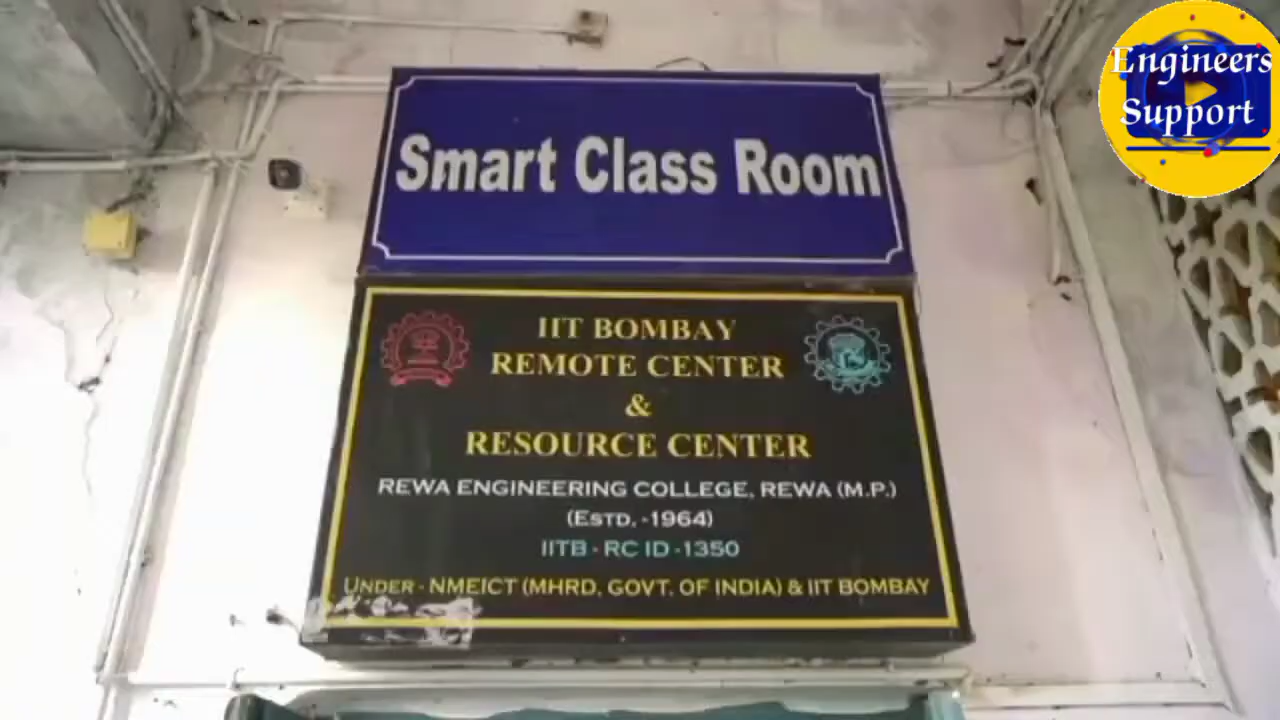 Engineers
Support
Smart Class Room
IIT BOMBAY
REMOTE CENTER
&
RESOURCE CENTER
REWA ENGINEERING COLLEGE, REWA (M.P.)
(ESTD. -1964)
IITB - RC ID -1350
UNDER - NMEICT (MHRD, GOVT. OF INDIA) & IIT BOMBAY